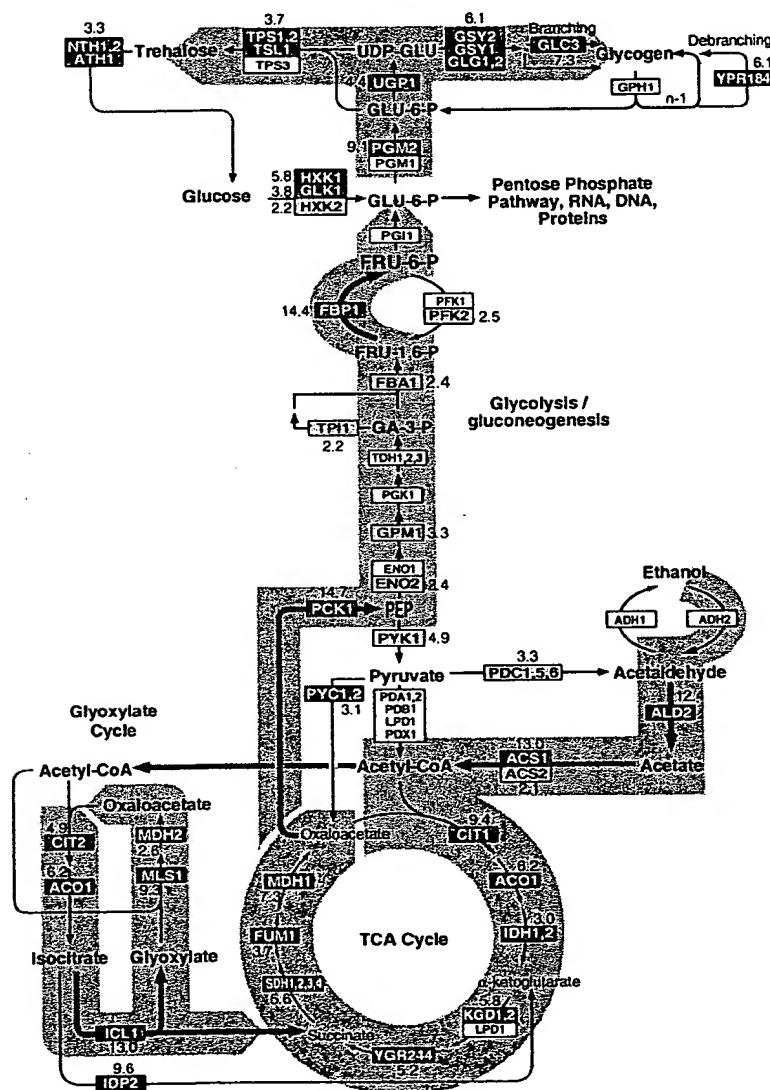 3.7
6.1
3.3
TPS1,2
TSL1
TPS3
GSY2
GSY1
GLG1,2
Branching
GLC3
7.3
Debranching
6.1
NTH1,2
ATH1
Trehalose
UDP-GLU
Glycogen
YPR184
4.4
UGP1
GPH1
n-1
GLU-6-P
9.1
PGM2
PGM1
5.8
3.8
2.2
HXK1
GLK1
HXK2
Glucose
GLU-6-P
Pentose Phosphate
Pathway, RNA, DNA,
Proteins
PGI1
FRU-6-P
14.4
FBP1
PFK1
PFK2
2.5
FRU-1,6-P
FBA1
2.4
Glycolysis /
gluconeogenesis
TPI1
2.2
GA-3-P
TDH1,2,3
PGK1
GPM1
3.3
ENO1
ENO2
2.4
14.7
PCK1
PEP
Ethanol
ADH1
ADH2
PYK1
4.9
Pyruvate
3.3
PDC1,5,6
Acetaldehyde
PYC1,2
3.1
PDA1,2
PDB1
LPD1
PDX1
12
ALD2
Glyoxylate
Cycle
13.0
ACS1
ACS2
2.1
Acetyl-CoA
Acetyl-CoA
Acetate
Oxaloacetate
4.9
CIT2
MDH2
2.6
Oxaloacetate
9.4
CIT1
6.2
ACO1
MLS1
9.3
MDH1
6.2
ACO1
3.0
IDH1,2
FUM1
3.7
TCA Cycle
Isocitrate
Glyoxylate
SDH1,2,3,4
α-ketoglutarate
5.8
KGD1,2
LPD1
ICL1
13.0
Succinate
YGR244
5.2
9.6
IDP2